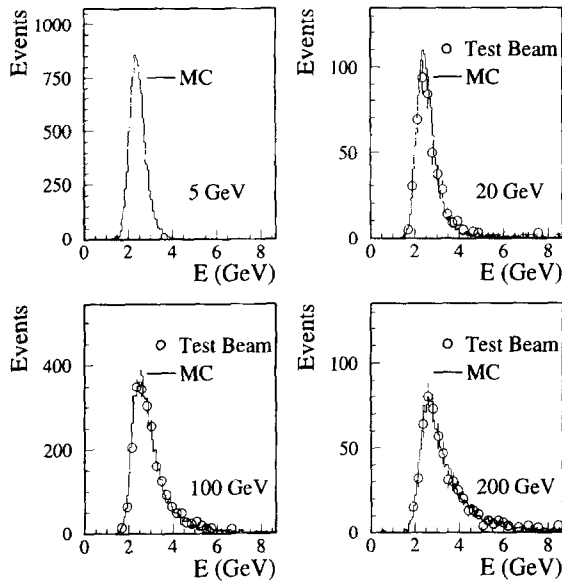 Events
1000
750
500
250
0
MC
5 GeV
0 2 4 6 8
E (GeV)
Events
100
50
0
Test Beam
MC
20 GeV
0 2 4 6 8
E (GeV)
Events
400
200
0
Test Beam
MC
100 GeV
0 2 4 6 8
E (GeV)
Events
100
50
0
Test Beam
MC
200 GeV
0 2 4 6 8
E (GeV)